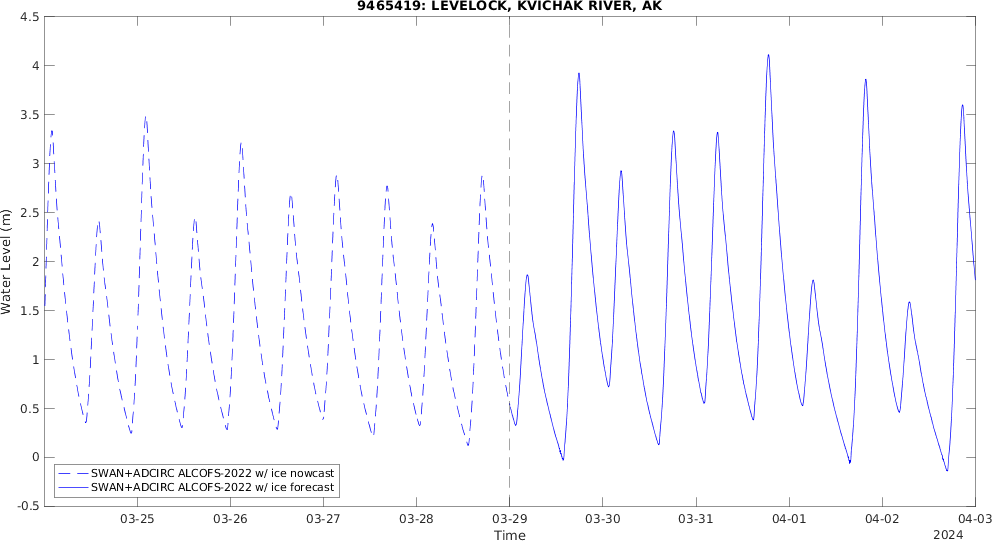 9465419: LEVELOCK, KVICHAK RIVER, AK
4.5
4
3.5
3
2.5
2
1.5
1
0.5
0
-0.5
Water Level (m)
SWAN+ADCIRC ALCOFS-2022 w/ ice nowcast
SWAN+ADCIRC ALCOFS-2022 w/ ice forecast
03-25 03-26 03-27 03-28 03-29 03-30 03-31 04-01 04-02 04-03
Time
2024